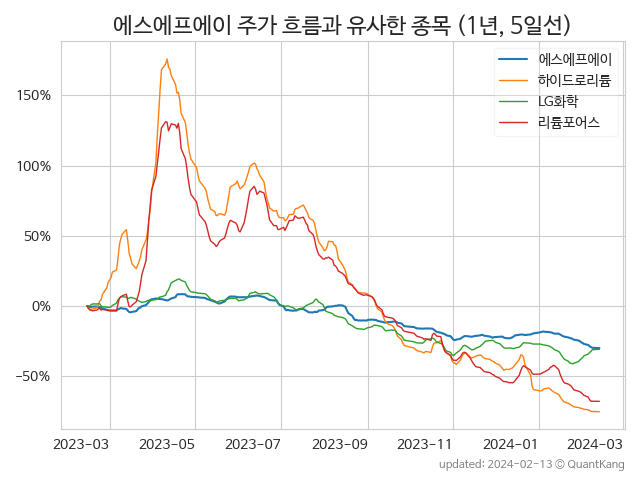 에스에프에이 주가 흐름과 유사한 종목 (1년, 5일선)
에스에프에이
하이드로리튬
LG화학
리튬포어스
150%
100%
50%
0%
−50%
2023-03 2023-05 2023-07 2023-09 2023-11 2024-01 2024-03
updated: 2024-02-13 © QuantKang